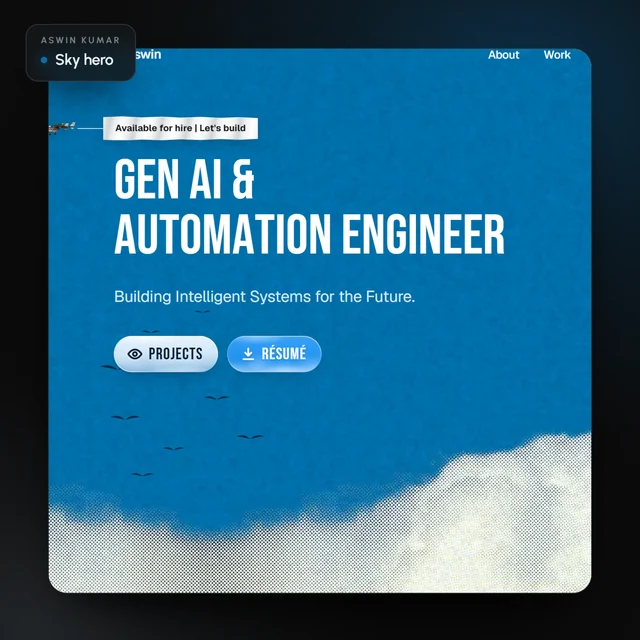 ASWIN KUMAR
Sky hero
swin
About
Work
Available for hire | Let's build
GEN AI &
AUTOMATION ENGINEER
Building Intelligent Systems for the Future.
PROJECTS
RÉSUMÉ